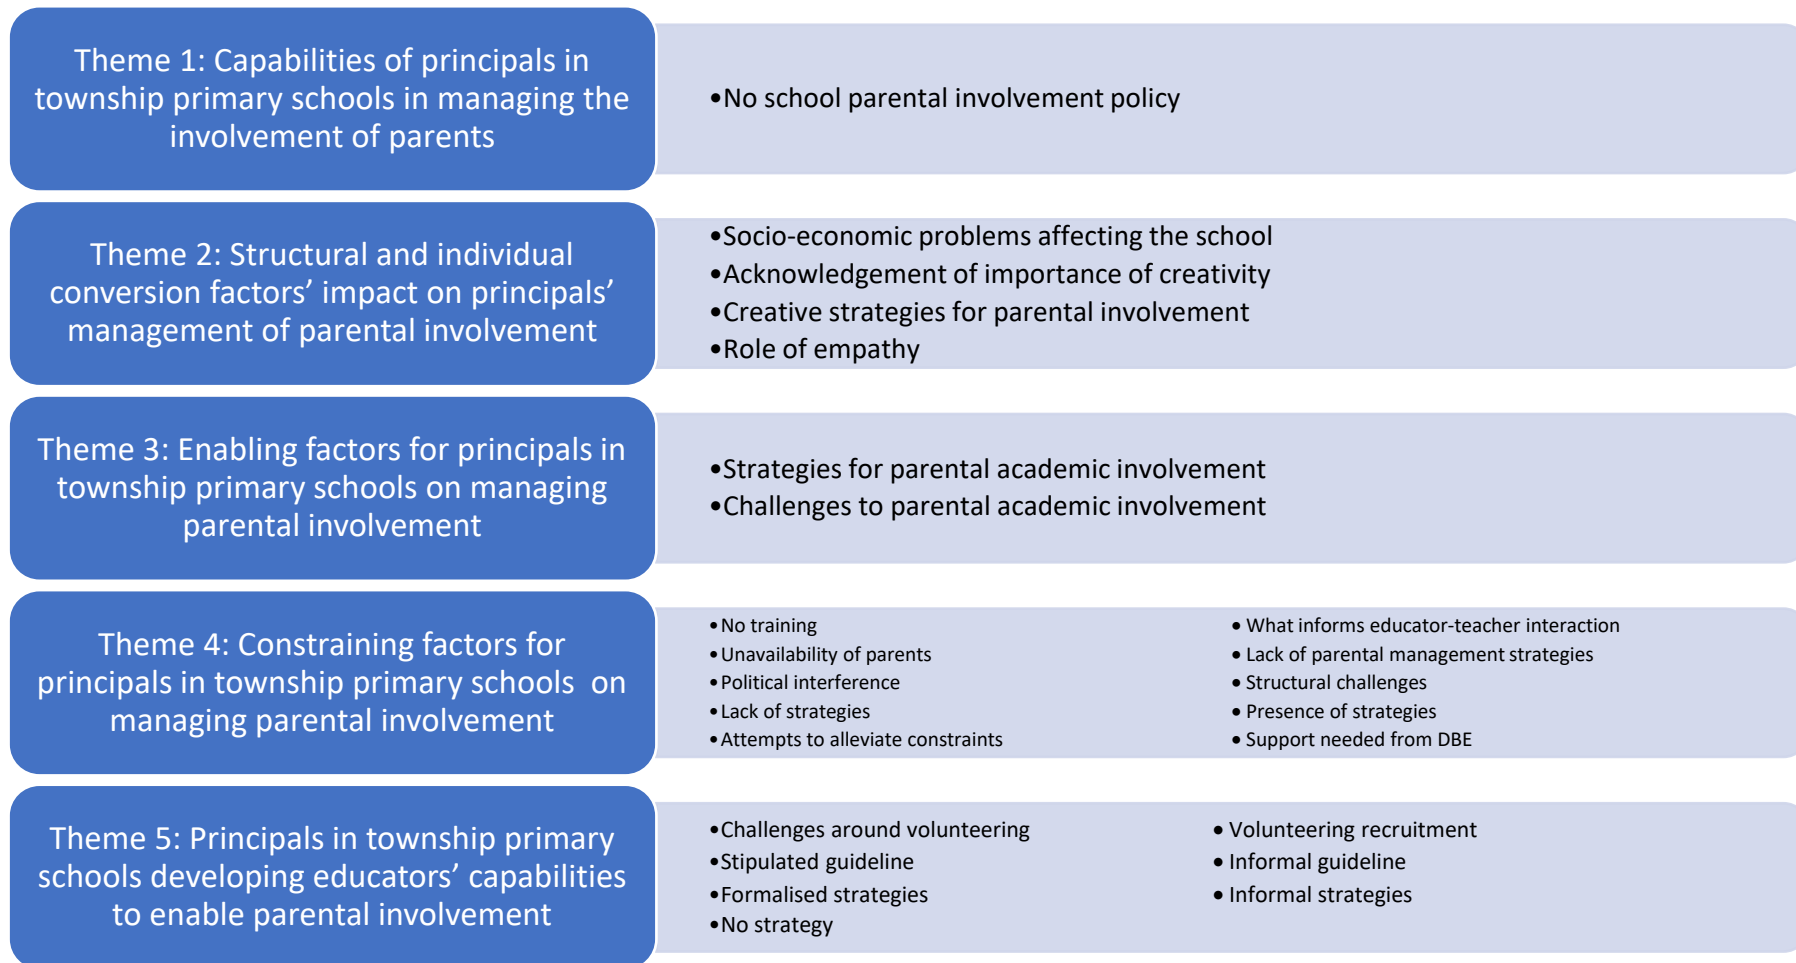 Theme 1: Capabilities of principals in
township primary schools in managing the
involvement of parents
•No school parental involvement policy
Theme 2: Structural and individual
conversion factors’ impact on principals’
management of parental involvement
•Socio-economic problems affecting the school
•Acknowledgement of importance of creativity
•Creative strategies for parental involvement
•Role of empathy
Theme 3: Enabling factors for principals in
township primary schools on managing
parental involvement
•Strategies for parental academic involvement
•Challenges to parental academic involvement
Theme 4: Constraining factors for
principals in township primary schools  on
managing parental involvement
•No training
•Unavailability of parents
•Political interference
•Lack of strategies
•Attempts to alleviate constraints
• What informs educator-teacher interaction
• Lack of parental management strategies
• Structural challenges
• Presence of strategies
• Support needed from DBE
Theme 5: Principals in township primary
schools developing educators’ capabilities
to enable parental involvement
•Challenges around volunteering
•Stipulated guideline
•Formalised strategies
•No strategy
• Volunteering recruitment
• Informal guideline
• Informal strategies